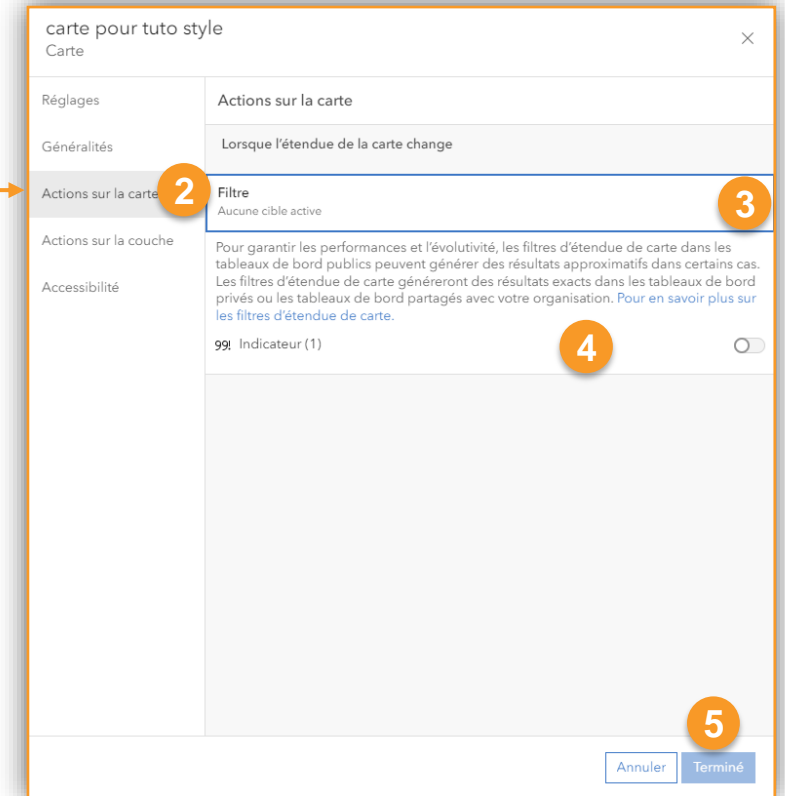 carte pour tuto style
Carte
Réglages
Généralités
Actions sur la carte
2
Actions sur la couche
Accessibilité
Actions sur la carte
Lorsque l'étendue de la carte change
Filtre
Aucune cible active
3
Pour garantir les performances et l'évolutivité, les filtres d'étendue de carte dans les
tableaux de bord publics peuvent générer des résultats approximatifs dans certains cas.
Les filtres d'étendue de carte généreront des résultats exacts dans les tableaux de bord
privés ou les tableaux de bord partagés avec votre organisation. Pour en savoir plus sur
les filtres d'étendue de carte.
99! Indicateur (1)
4
5
Annuler
Terminé